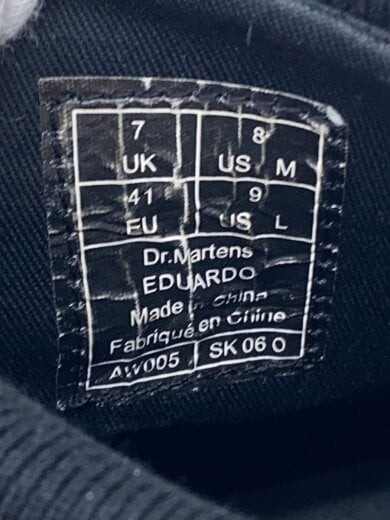 7 8
UK US M
41 9
EU US L
Dr.Martens
EDUARDO
Made in China
Fabriqué en Chine
AW005 SK 06 O